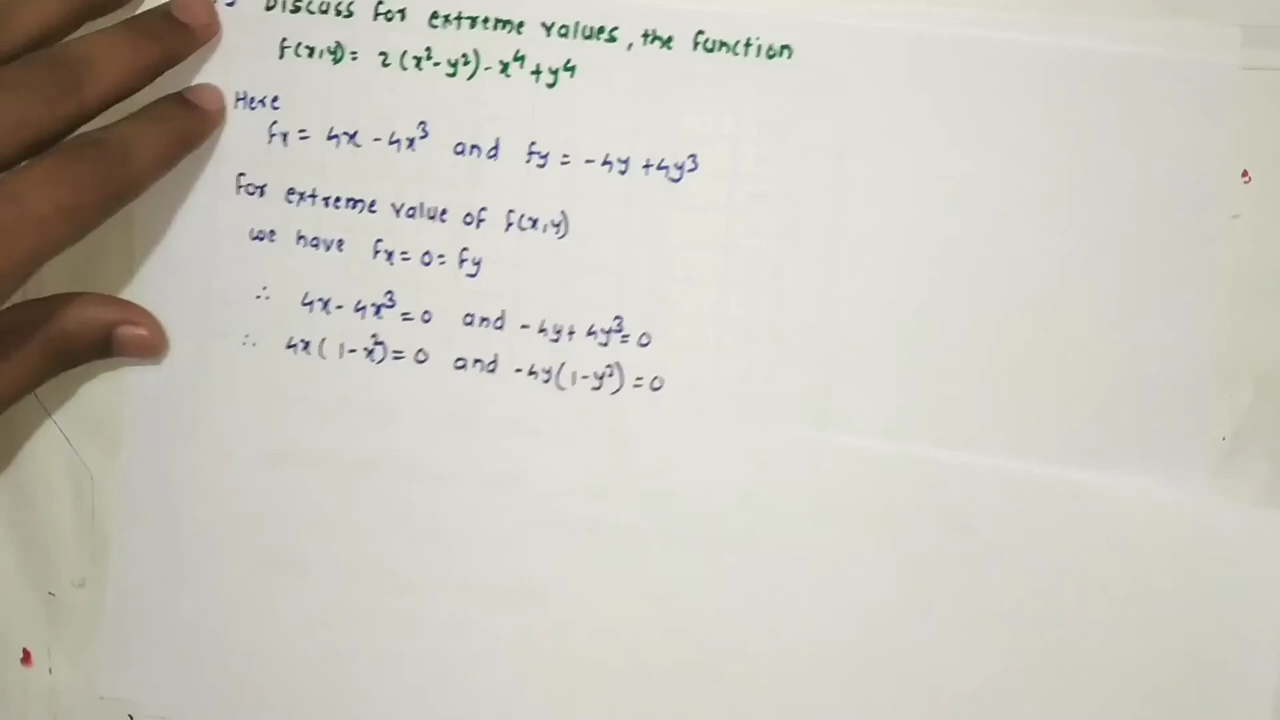 Discuss for extreme values, the function
f(x,y) = 2(x²-y²)-x⁴+y⁴
Here
fx = 4x - 4x³ and fy = -4y +4y³
For extreme value of f(x,y)
we have fx = 0 = fy
∴ 4x - 4x³ = 0 and -4y + 4y³ = 0
∴ 4x(1-x²) = 0 and -4y(1-y²) = 0